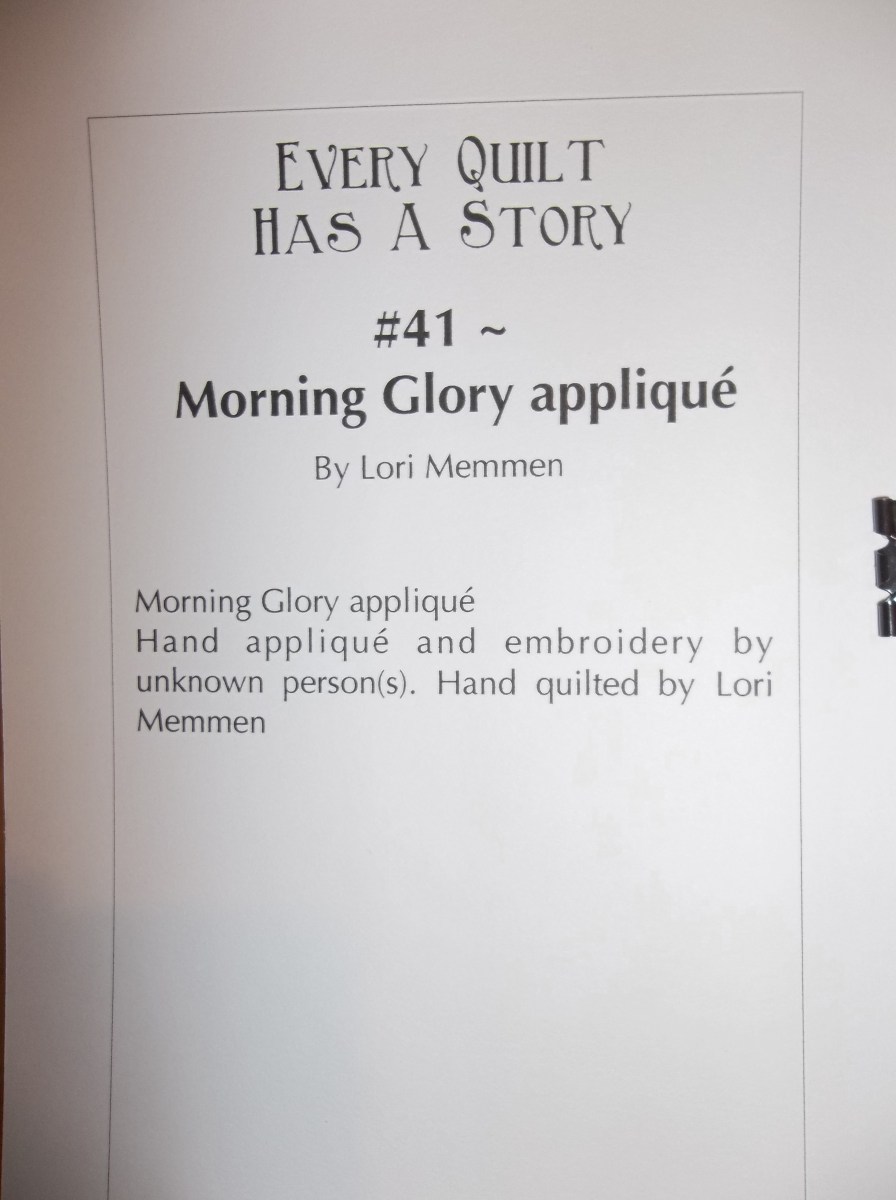 EVERY QUILT
HAS A STORY
#41 ~
Morning Glory appliqué
By Lori Memmen
Morning Glory appliqué
Hand appliqué and embroidery by
unknown person(s). Hand quilted by Lori
Memmen